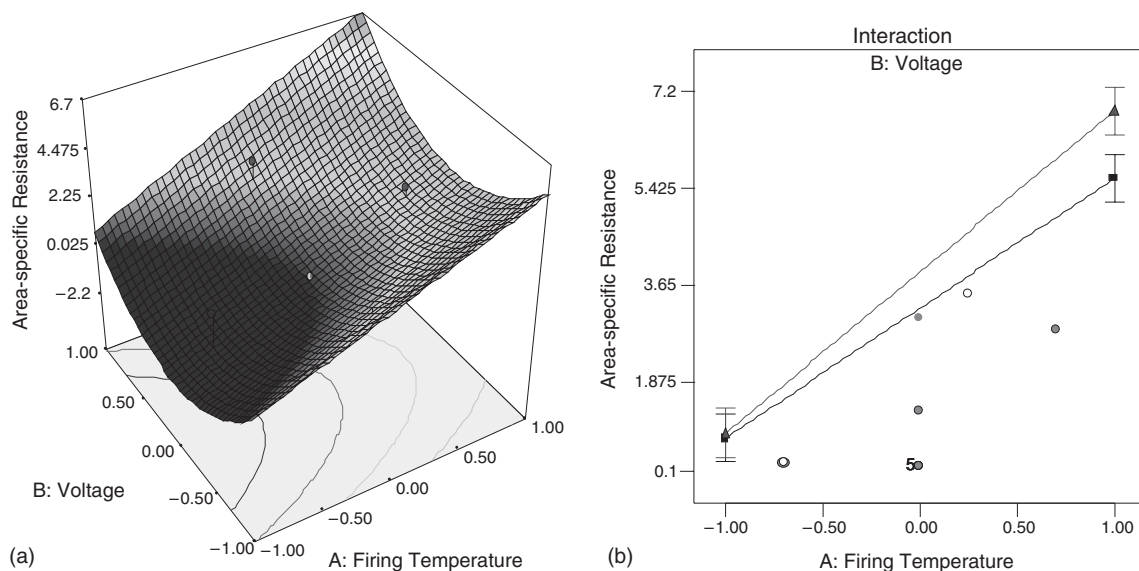 Area-specific Resistance
6.7
4.475
2.25
0.025
−2.2
1.00
0.50
0.00
−0.50
−1.00
B: Voltage
−1.00
−0.50
0.00
0.50
1.00
A: Firing Temperature
(a)
Interaction
B: Voltage
Area-specific Resistance
7.2
5.425
3.65
1.875
0.1
5
−1.00 −0.50 0.00 0.50 1.00
A: Firing Temperature
(b)